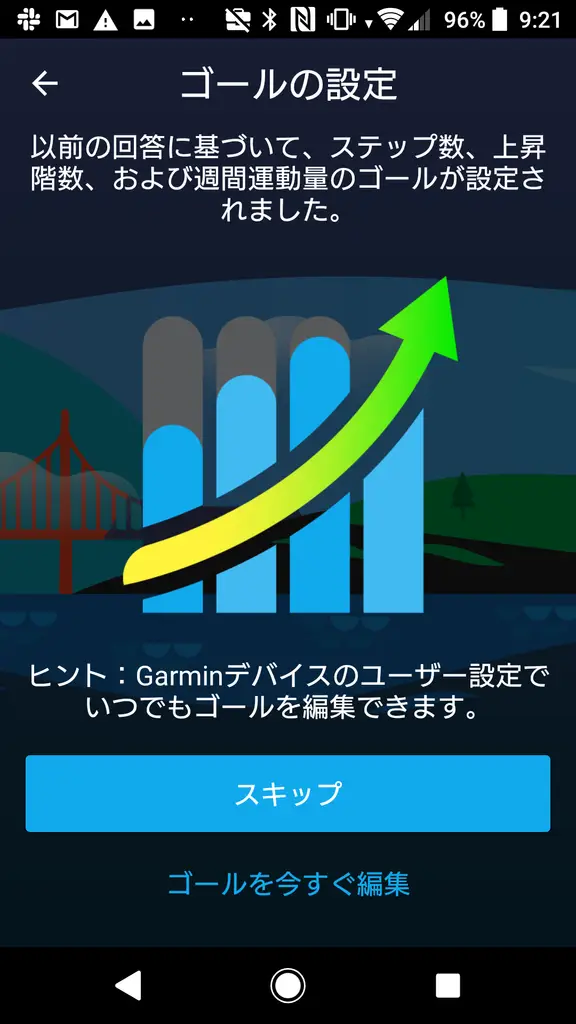 96% 9:21
ゴールの設定
以前の回答に基づいて、ステップ数、上昇
階数、および週間運動量のゴールが設定さ
れました。
ヒント：Garminデバイスのユーザー設定で
いつでもゴールを編集できます。
スキップ
ゴールを今すぐ編集